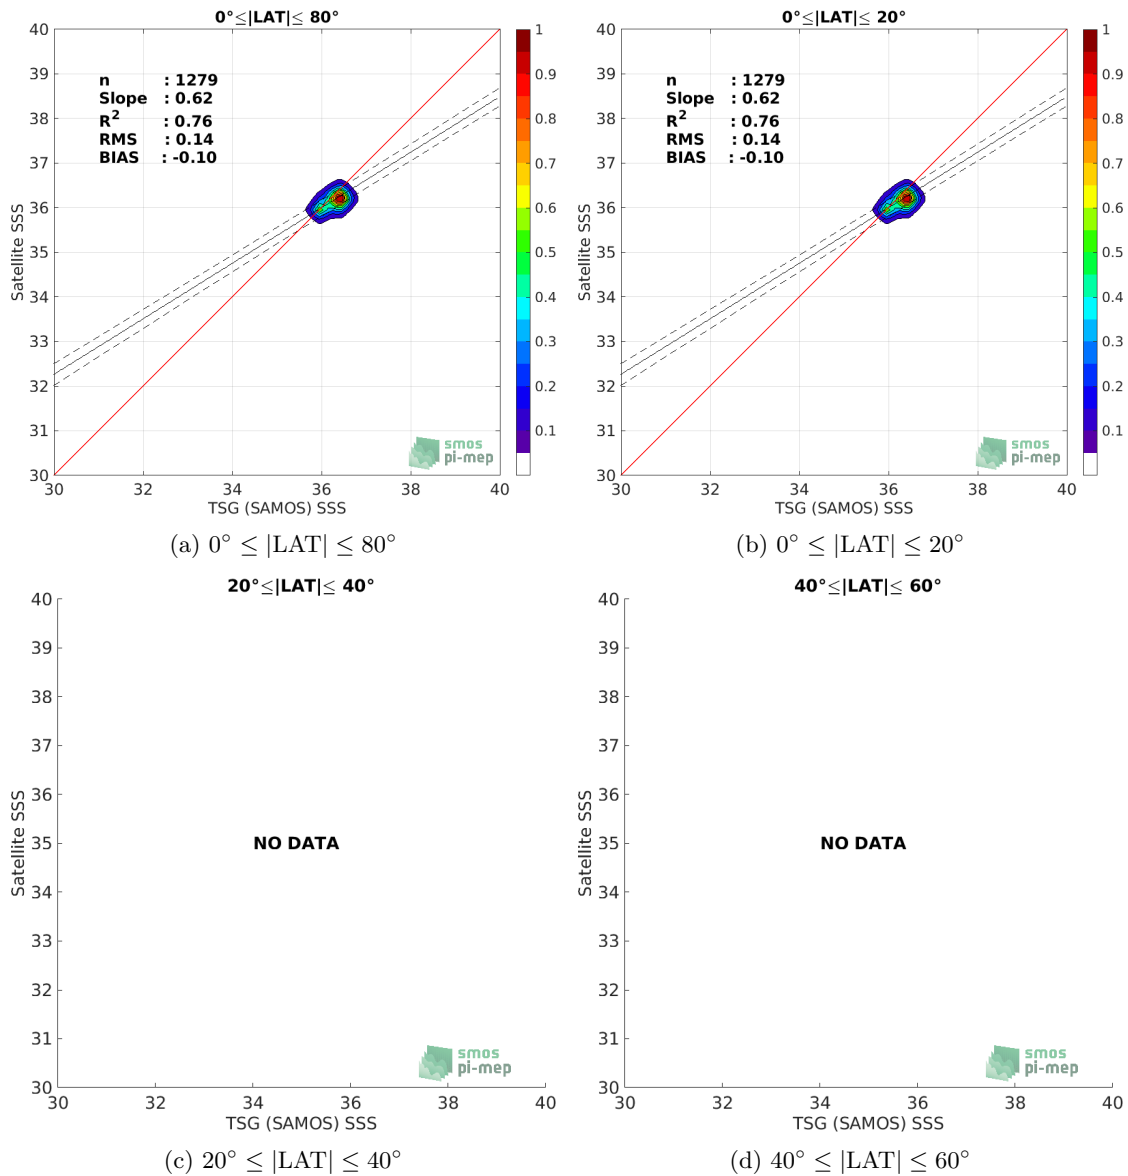 0°≤|LAT|≤ 80°
40
39
38
37
36
35
34
33
32
31
30
Satellite SSS
n : 1279
Slope : 0.62
R² : 0.76
RMS : 0.14
BIAS : -0.10
smos
pi-mep
30 32 34 36 38 40
TSG (SAMOS) SSS
1
0.9
0.8
0.7
0.6
0.5
0.4
0.3
0.2
0.1
(a) 0° ≤ |LAT| ≤ 80°
0°≤|LAT|≤ 20°
40
39
38
37
36
35
34
33
32
31
30
Satellite SSS
n : 1279
Slope : 0.62
R² : 0.76
RMS : 0.14
BIAS : -0.10
smos
pi-mep
30 32 34 36 38 40
TSG (SAMOS) SSS
1
0.9
0.8
0.7
0.6
0.5
0.4
0.3
0.2
0.1
(b) 0° ≤ |LAT| ≤ 20°
20°≤|LAT|≤ 40°
40
39
38
37
36
35
34
33
32
31
30
Satellite SSS
NO DATA
smos
pi-mep
30 32 34 36 38 40
TSG (SAMOS) SSS
(c) 20° ≤ |LAT| ≤ 40°
40°≤|LAT|≤ 60°
40
39
38
37
36
35
34
33
32
31
30
Satellite SSS
NO DATA
smos
pi-mep
30 32 34 36 38 40
TSG (SAMOS) SSS
(d) 40° ≤ |LAT| ≤ 60°